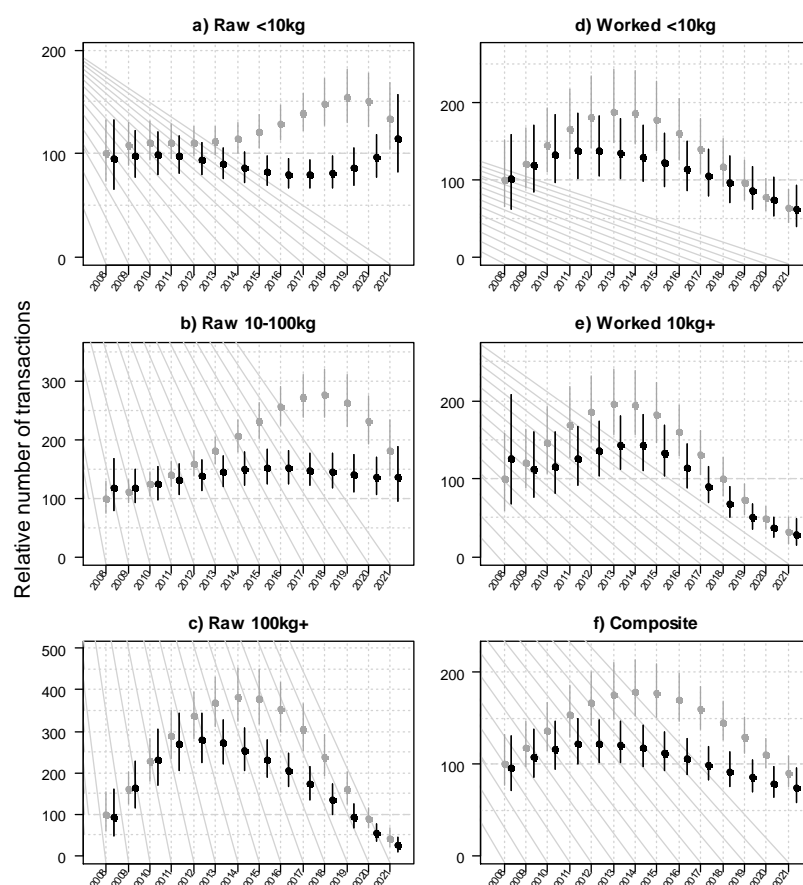 Relative number of transactions
a) Raw <10kg
200
100
0
2008 2009 2010 2011 2012 2013 2014 2015 2016 2017 2018 2019 2020 2021
d) Worked <10kg
200
100
0
2008 2009 2010 2011 2012 2013 2014 2015 2016 2017 2018 2019 2020 2021
b) Raw 10-100kg
300
200
100
0
2008 2009 2010 2011 2012 2013 2014 2015 2016 2017 2018 2019 2020 2021
e) Worked 10kg+
200
100
0
2008 2009 2010 2011 2012 2013 2014 2015 2016 2017 2018 2019 2020 2021
c) Raw 100kg+
500
400
300
200
100
0
2008 2009 2010 2011 2012 2013 2014 2015 2016 2017 2018 2019 2020 2021
f) Composite
200
100
0
2008 2009 2010 2011 2012 2013 2014 2015 2016 2017 2018 2019 2020 2021